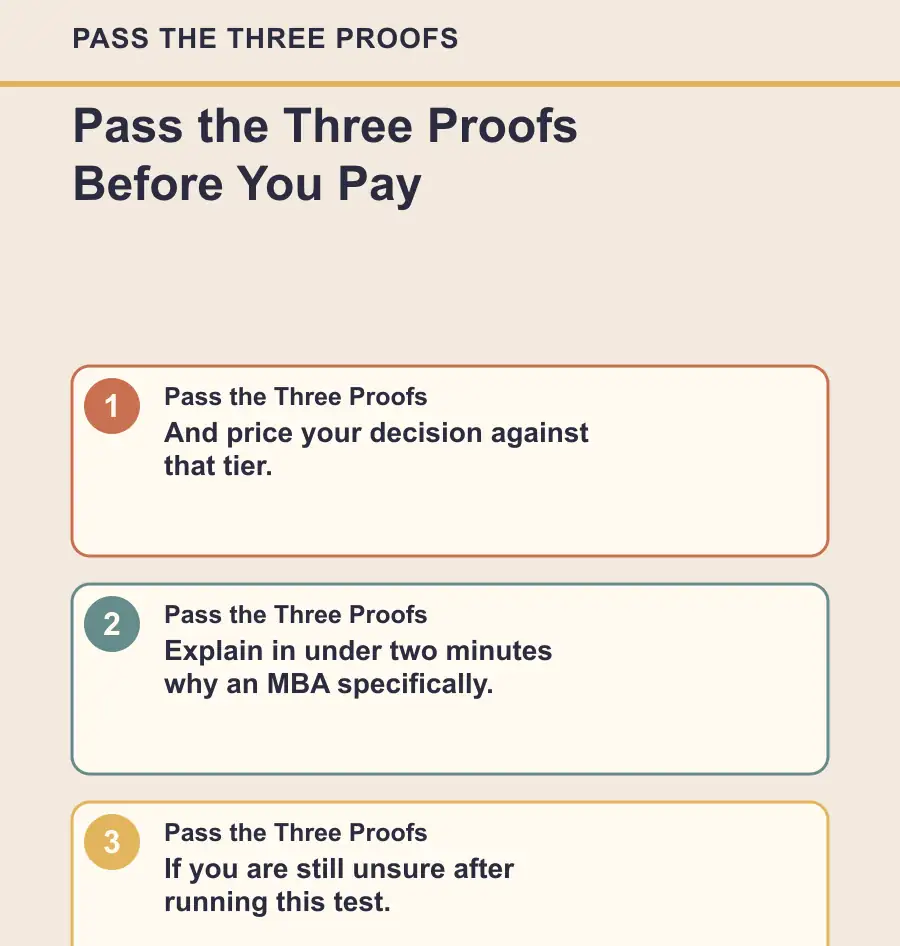 PASS THE THREE PROOFS
Pass the Three Proofs
Before You Pay
1
Pass the Three Proofs
And price your decision against
that tier.
2
Pass the Three Proofs
Explain in under two minutes
why an MBA specifically.
3
Pass the Three Proofs
If you are still unsure after
running this test.